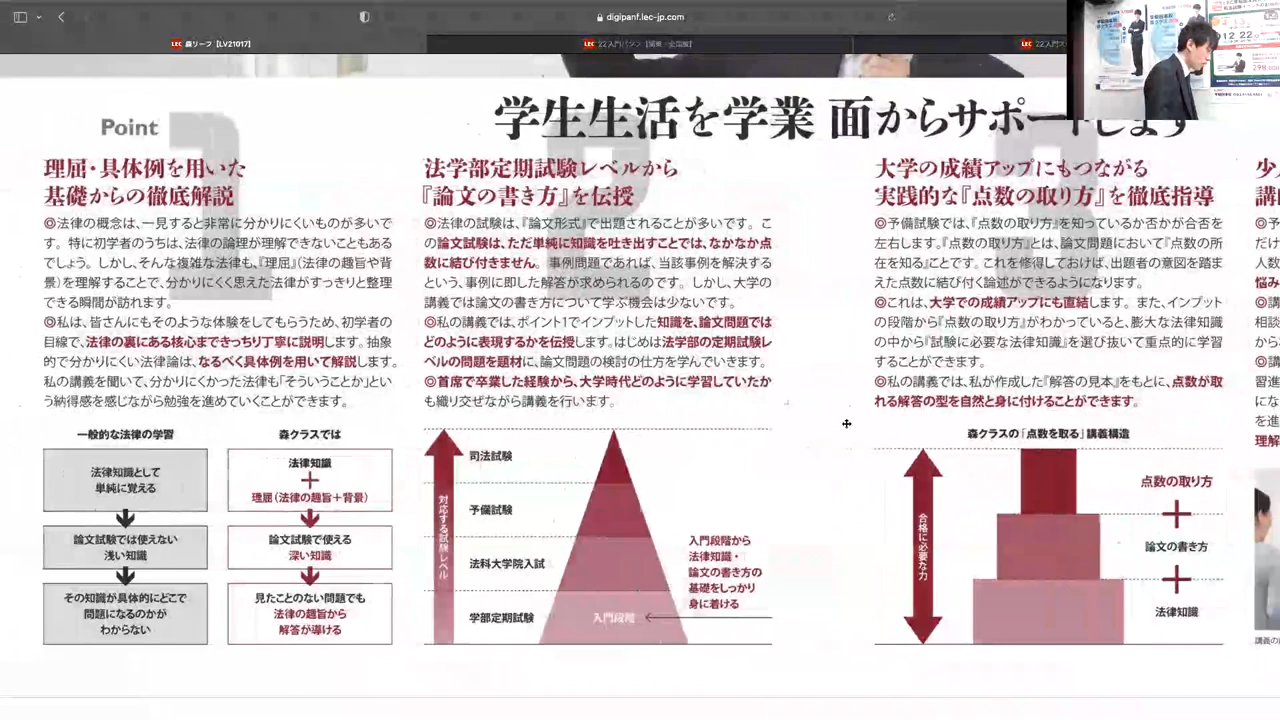 digipanf.lec-jp.com
LEC 森リーフ [LV21017]
LEC
LEC
学生生活を学業 面からサポートします
Point
1
2
3
理屈・具体例を用いた
基礎からの徹底解説
◎法律の概念は、一見すると非常に分かりにくいものが多いで
す。 特に初学者のうちは、法律の論理が理解できないこともある
でしょう。 しかし、そんな複雑な法律も、『理屈』(法律の趣旨や背
景)を理解することで、分かりにくく思えた法律がすっきりと整理
できる瞬間が訪れます。
◎私は、皆さんにもそのような体験をしてもらうため、初学者の
目線で、法律の裏にある核心まできっちり丁寧に説明します。抽象
的で分かりにくい法律論は、なるべく具体例を用いて解説します。
私の講義を聞いて、分かりにくかった法律も「そういうことか」とい
う納得感を感じながら勉強を進めていくことができます。
一般的な法律の学習
法律知識として
単純に覚える
論文試験では使えない
浅い知識
その知識が具体的にどこで
問題になるのかが
わからない
森クラスでは
法律知識
+
理屈(法律の趣旨+背景)
論文試験で使える
深い知識
見たことのない問題でも
法律の趣旨から
解答が導ける
法学部定期試験レベルから
『論文の書き方』を伝授
◎法律の試験は、『論文形式』で出題されることが多いです。 こ
の論文試験は、ただ単純に知識を吐き出すことでは、なかなか点
数に結び付きません。 事例問題であれば、当該事例を解決する
という、事例に即した解答が求められるのです。 しかし、大学の
講義では論文の書き方について学ぶ機会は少ないです。
◎私の講義では、ポイント1でインプットした知識を、論文問題では
どのように表現するかを伝授します。はじめは法学部の定期試験レ
ベルの問題を題材に、論文問題の検討の仕方を学んでいきます。
◎首席で卒業した経験から、大学時代どのように学習していたか
も織り交ぜながら講義を行います。
対応する試験レベル
司法試験
予備試験
法科大学院入試
学部定期試験
入門段階
入門段階から
法律知識・
論文の書き方の
基礎をしっかり
身に着ける
大学の成績アップにもつながる
実践的な『点数の取り方』を徹底指導
◎予備試験では、『点数の取り方』を知っているか否かが合否を
左右します。『点数の取り方』とは、論文問題において『点数の所
在を知る』ことです。 これを修得しておけば、出題者の意図を踏ま
えた点数に結び付く論述ができるようになります。
◎これは、大学での成績アップにも直結します。 また、インプット
の段階から『点数の取り方』がわかっていると、膨大な法律知識
の中から『試験に必要な法律知識』を選び抜いて重点的に学習
することができます。
◎私の講義では、私が作成した『解答の見本』をもとに、点数が取
れる解答の型を自然と身に付けることができます。
森クラスの「点数を取る」講義構造
合格に必要な力
点数の取り方
+
論文の書き方
+
法律知識
少
講
◎予
だけ
人数
悩み
◎講
相談
から
◎講
習進
にな
を進
理解